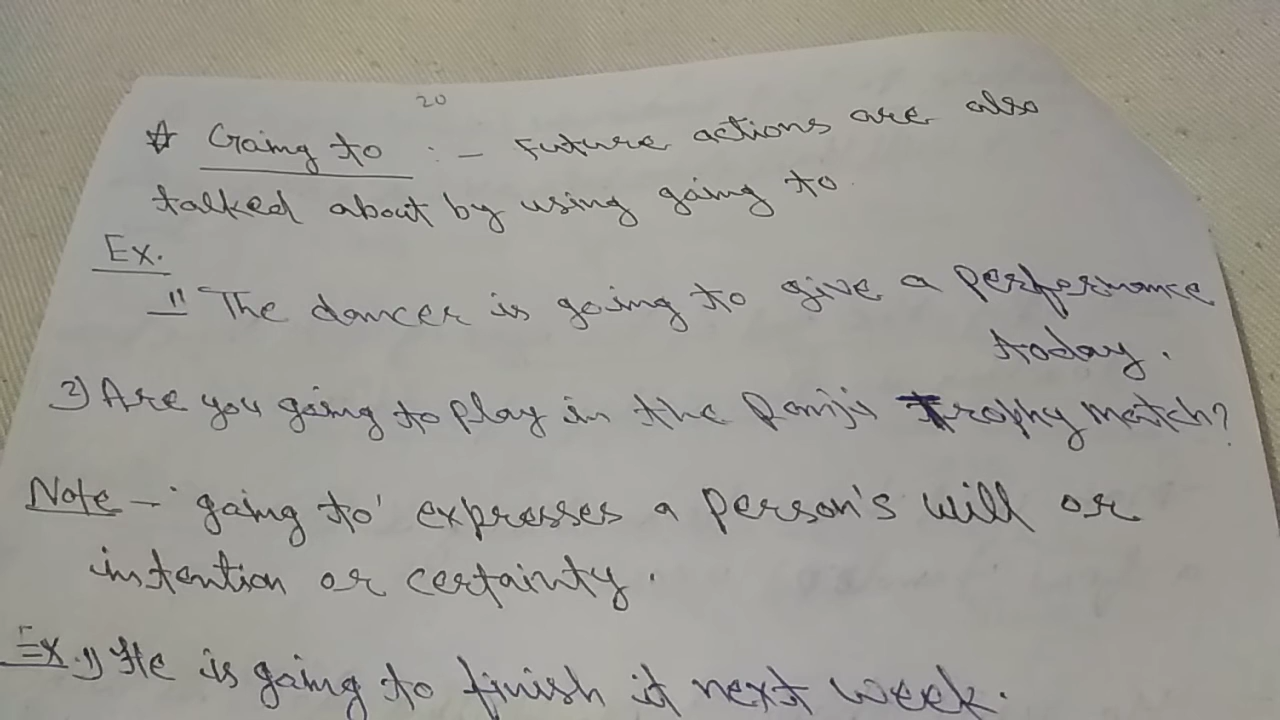 20
☆ Going to :- Future actions are also
talked about by using going to
Ex.
1) The dancer is going to give a performance
today.
2) Are you going to play in the Ranji Trophy match?
Note - 'going to' expresses a person's will or
intention or certainty.
Ex. 1) He is going to finish it next week.